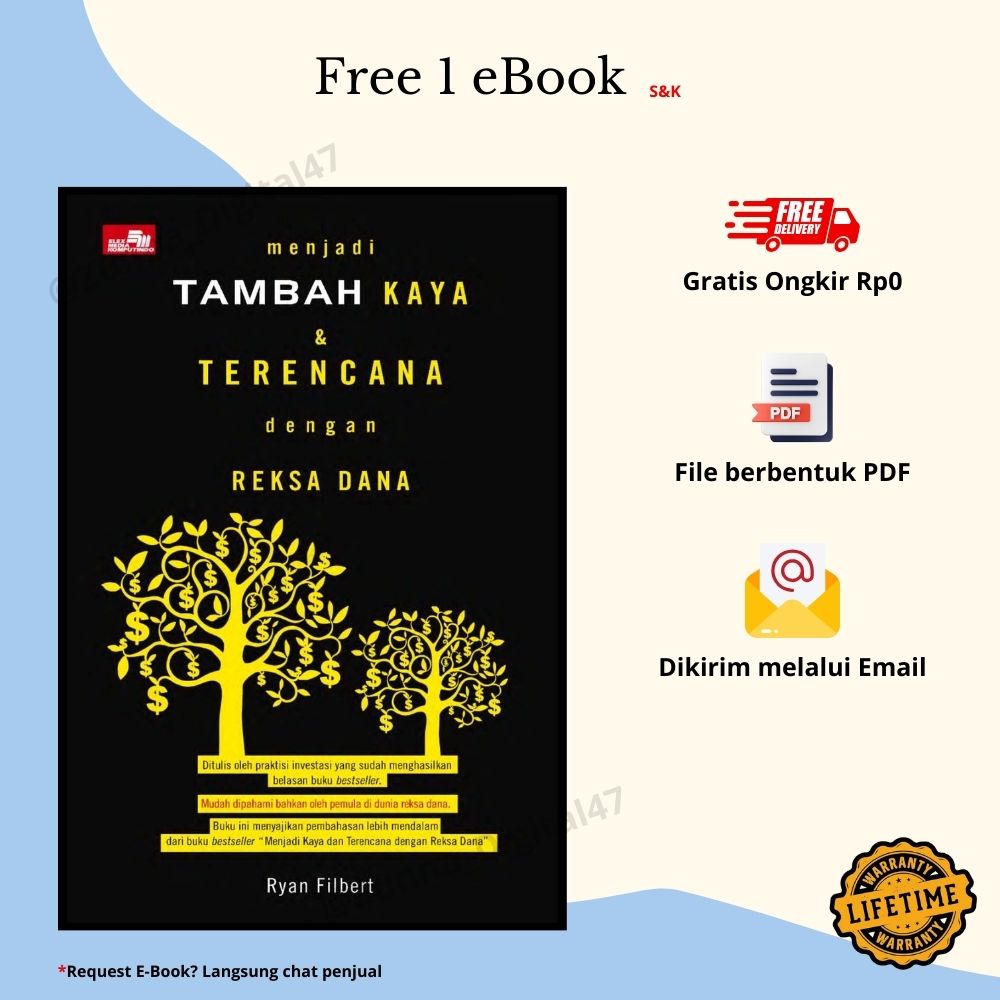 Free 1 eBook S&K
ELEX MEDIA KOMPUTINDO
menjadi
TAMBAH KAYA
&
TERENCANA
dengan
REKSA DANA
Ditulis oleh praktisi investasi yang sudah menghasilkan
belasan buku bestseller.
Mudah dipahami bahkan oleh pemula di dunia reksa dana.
Buku ini menyajikan pembahasan lebih mendalam
dari buku bestseller “Menjadi Kaya dan Terencana dengan Reksa Dana”
Ryan Filbert
FREE
DELIVERY
Gratis Ongkir Rp0
PDF
File berbentuk PDF
@
Dikirim melalui Email
WARRANTY
LIFETIME
WARRANTY
*Request E-Book? Langsung chat penjual